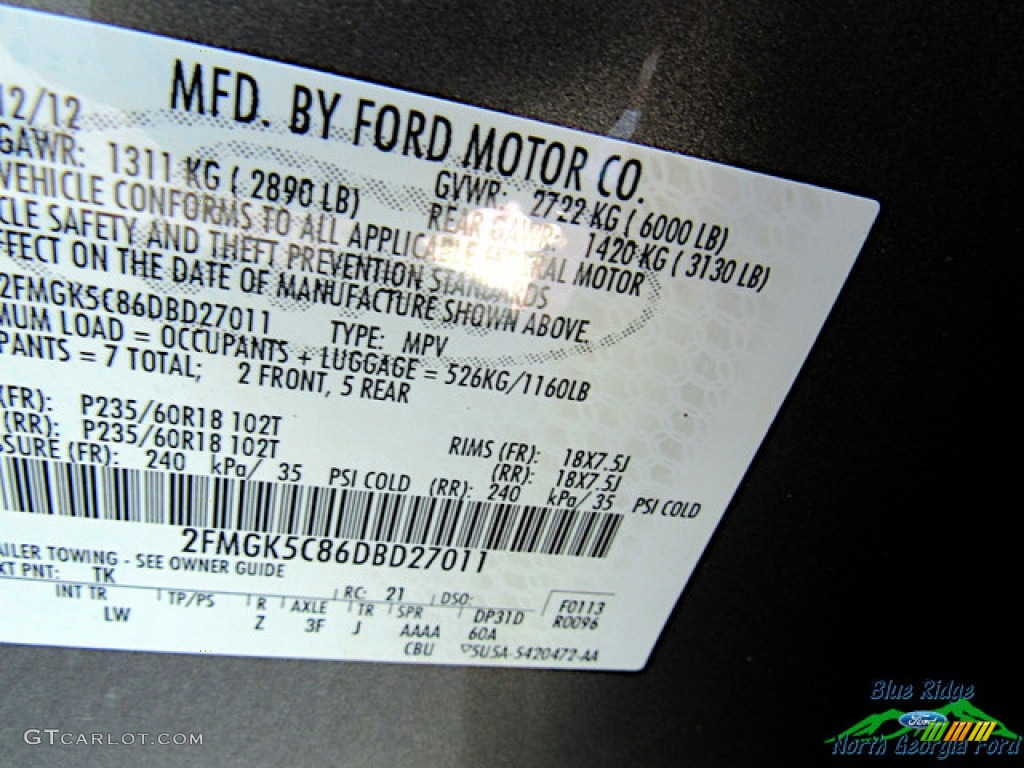 MFD. BY FORD MOTOR CO.
12/12
GVWR: 2722 KG ( 6000 LB)
GAWR: 1311 KG ( 2890 LB)
REAR GAWR: 1420 KG ( 3130 LB)
VEHICLE CONFORMS TO ALL APPLICABLE FEDERAL MOTOR
CLE SAFETY AND THEFT PREVENTION STANDARDS
FFECT ON THE DATE OF MANUFACTURE SHOWN ABOVE.
2FMGK5C86DBD27011
TYPE: MPV
MUM LOAD = OCCUPANTS + LUGGAGE = 526KG/1160LB
PANTS = 7 TOTAL; 2 FRONT, 5 REAR
(FR): P235/60R18 102T
(RR): P235/60R18 102T
RIMS (FR): 18X7.5J
(RR): 18X7.5J
SSURE (FR): 240 kPa/ 35 PSI COLD (RR): 240 kPa/ 35 PSI COLD
2FMGK5C86DBD27011
AILER TOWING - SEE OWNER GUIDE
XT PNT: TK
RC: 21 DSO:
F0113
R0096
INT TR TP/PS R AXLE TR SPR DP31D
LW Z 3F J AAAA 60A
CBU
5U5A-5420472-AA
GTCARLOT.COM
Blue Ridge
Ford
North Georgia Ford